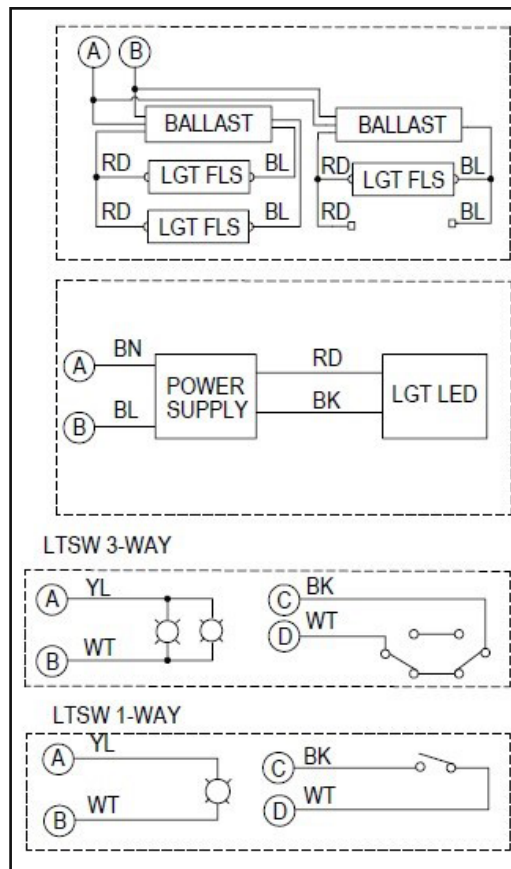 A B
BALLAST BALLAST
RD LGT FLS BL RD LGT FLS BL
RD LGT FLS BL RD BL
A BN POWER SUPPLY RD LGT LED
B BL BK
LTSW 3-WAY
A YL C BK
B WT D WT
LTSW 1-WAY
A YL C BK
B WT D WT